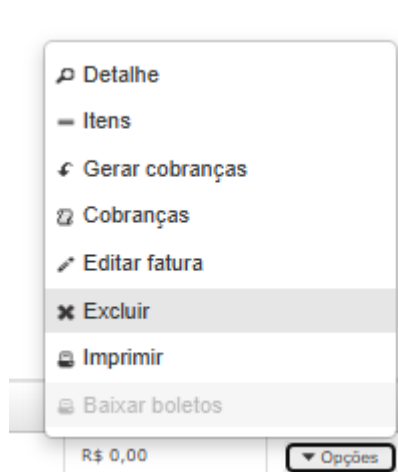 Detalhe
Itens
Gerar cobranças
Cobranças
Editar fatura
Excluir
Imprimir
Baixar boletos
R$ 0,00
Opções